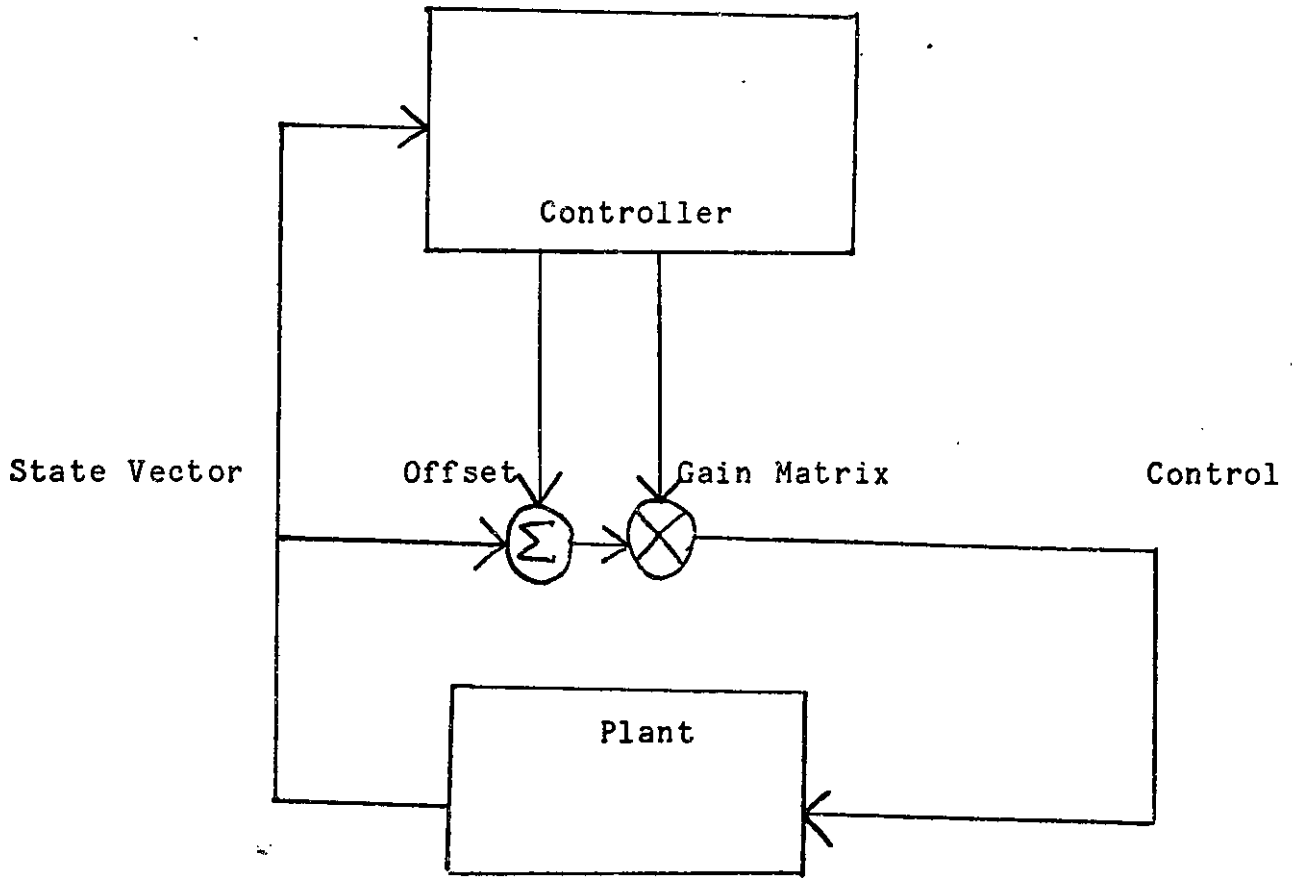 Controller
State Vector
Offset
Gain Matrix
Control
Σ
Plant